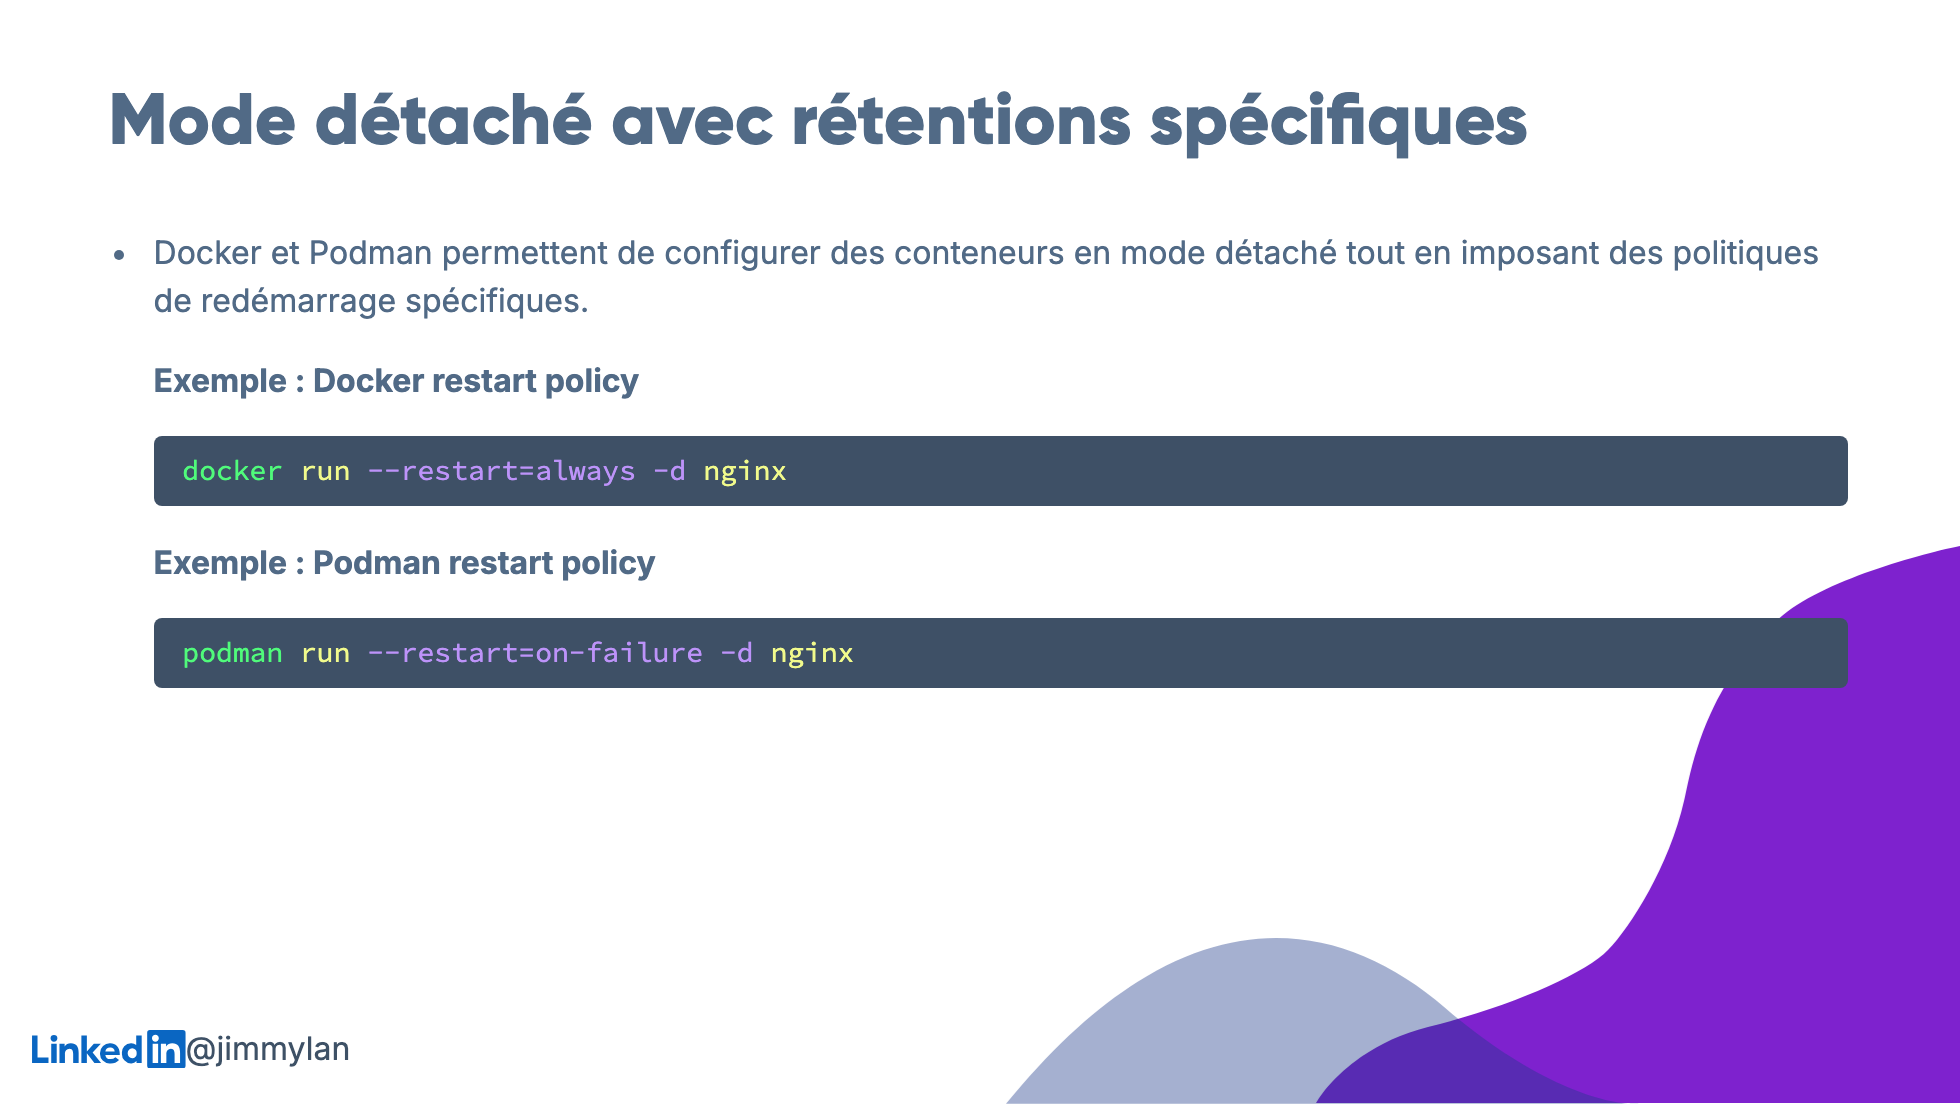 Mode détaché avec rétentions spécifiques
• Docker et Podman permettent de configurer des conteneurs en mode détaché tout en imposant des politiques
de redémarrage spécifiques.
Exemple : Docker restart policy
docker run --restart=always -d nginx
Exemple : Podman restart policy
podman run --restart=on-failure -d nginx
LinkedIn@jimmylan